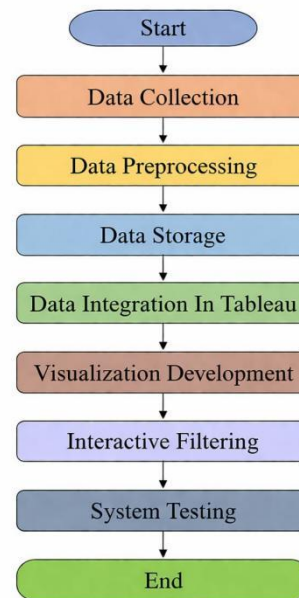 Start
Data Collection
Data Preprocessing
Data Storage
Data Integration In Tableau
Visualization Development
Interactive Filtering
System Testing
End